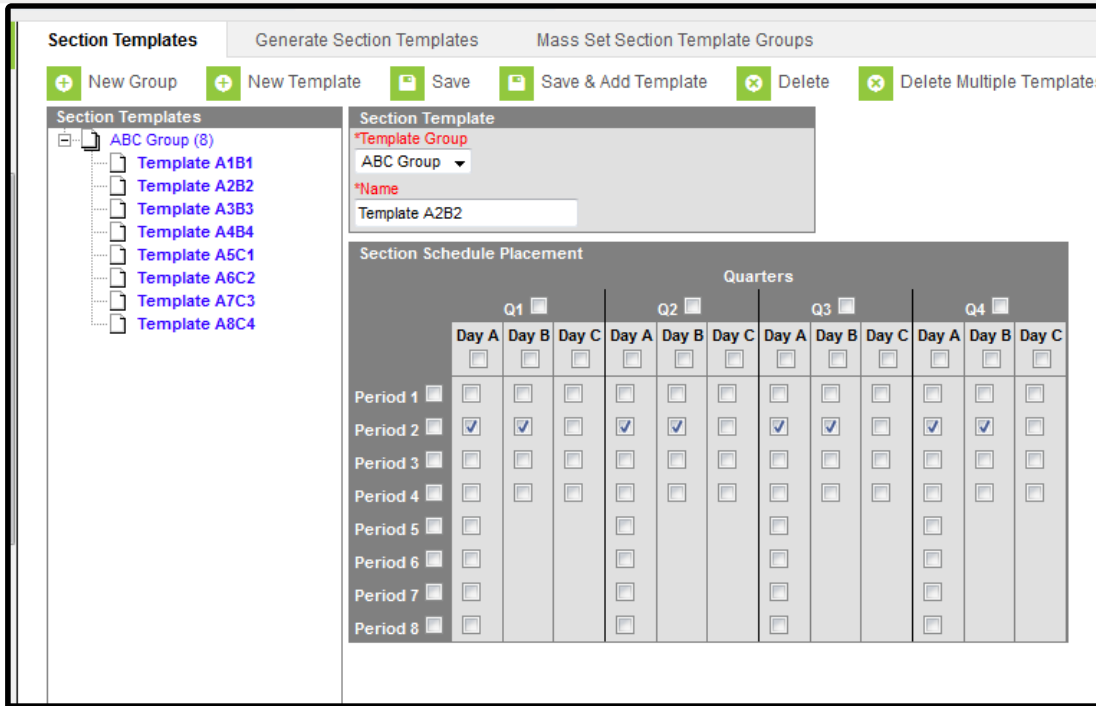 Section Templates Generate Section Templates Mass Set Section Template Groups
New Group New Template Save Save & Add Template Delete Delete Multiple Templates
Section Templates
ABC Group (8)
Template A1B1
Template A2B2
Template A3B3
Template A4B4
Template A5C1
Template A6C2
Template A7C3
Template A8C4
Section Template
*Template Group
ABC Group
*Name
Template A2B2
Section Schedule Placement
Quarters
Q1 Q2 Q3 Q4
Day A Day B Day C Day A Day B Day C Day A Day B Day C Day A Day B Day C
Period 1
Period 2
Period 3
Period 4
Period 5
Period 6
Period 7
Period 8